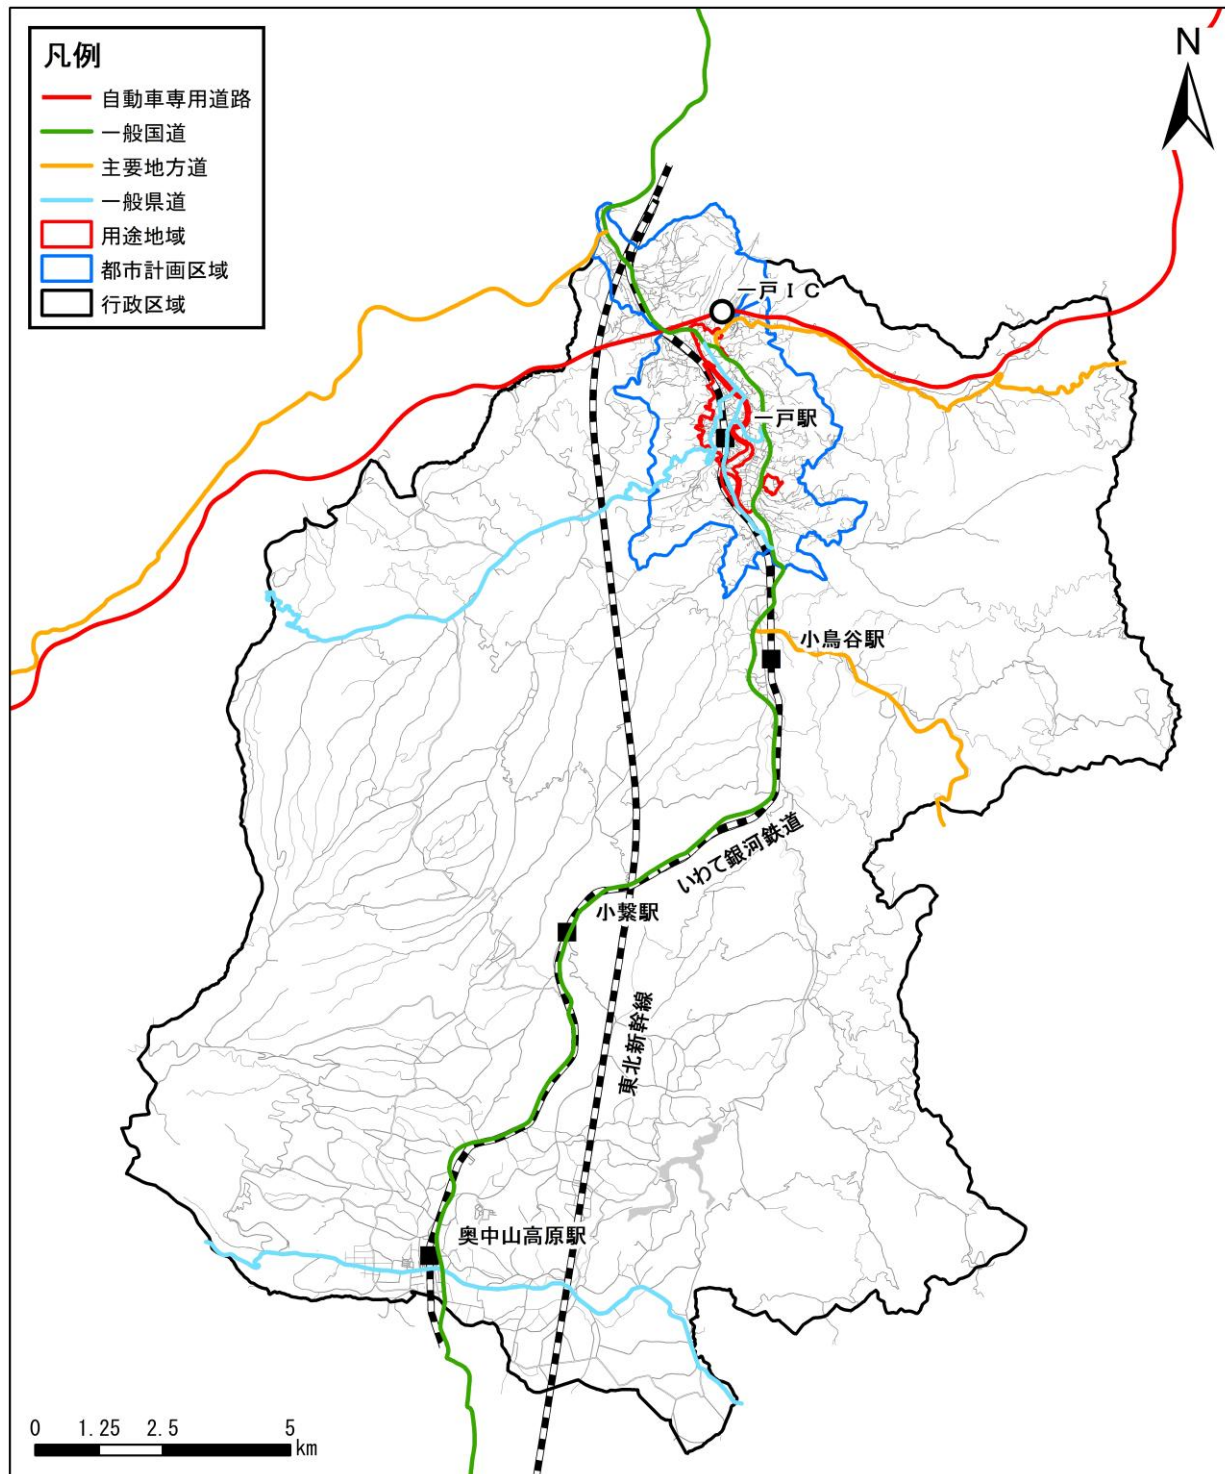 凡例
自動車専用道路
一般国道
主要地方道
一般県道
用途地域
都市計画区域
行政区域
N
一戸IC
一戸駅
小鳥谷駅
いわて銀河鉄道
小繋駅
東北新幹線
奥中山高原駅
0 1.25 2.5 5
km